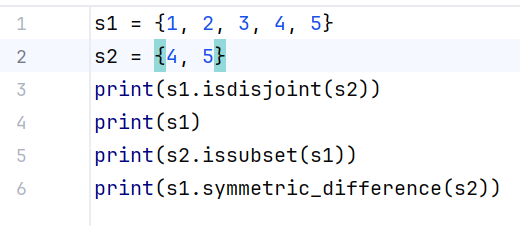 1 s1 = {1, 2, 3, 4, 5}
2 s2 = {4, 5}
3 print(s1.isdisjoint(s2))
4 print(s1)
5 print(s2.issubset(s1))
6 print(s1.symmetric_difference(s2))